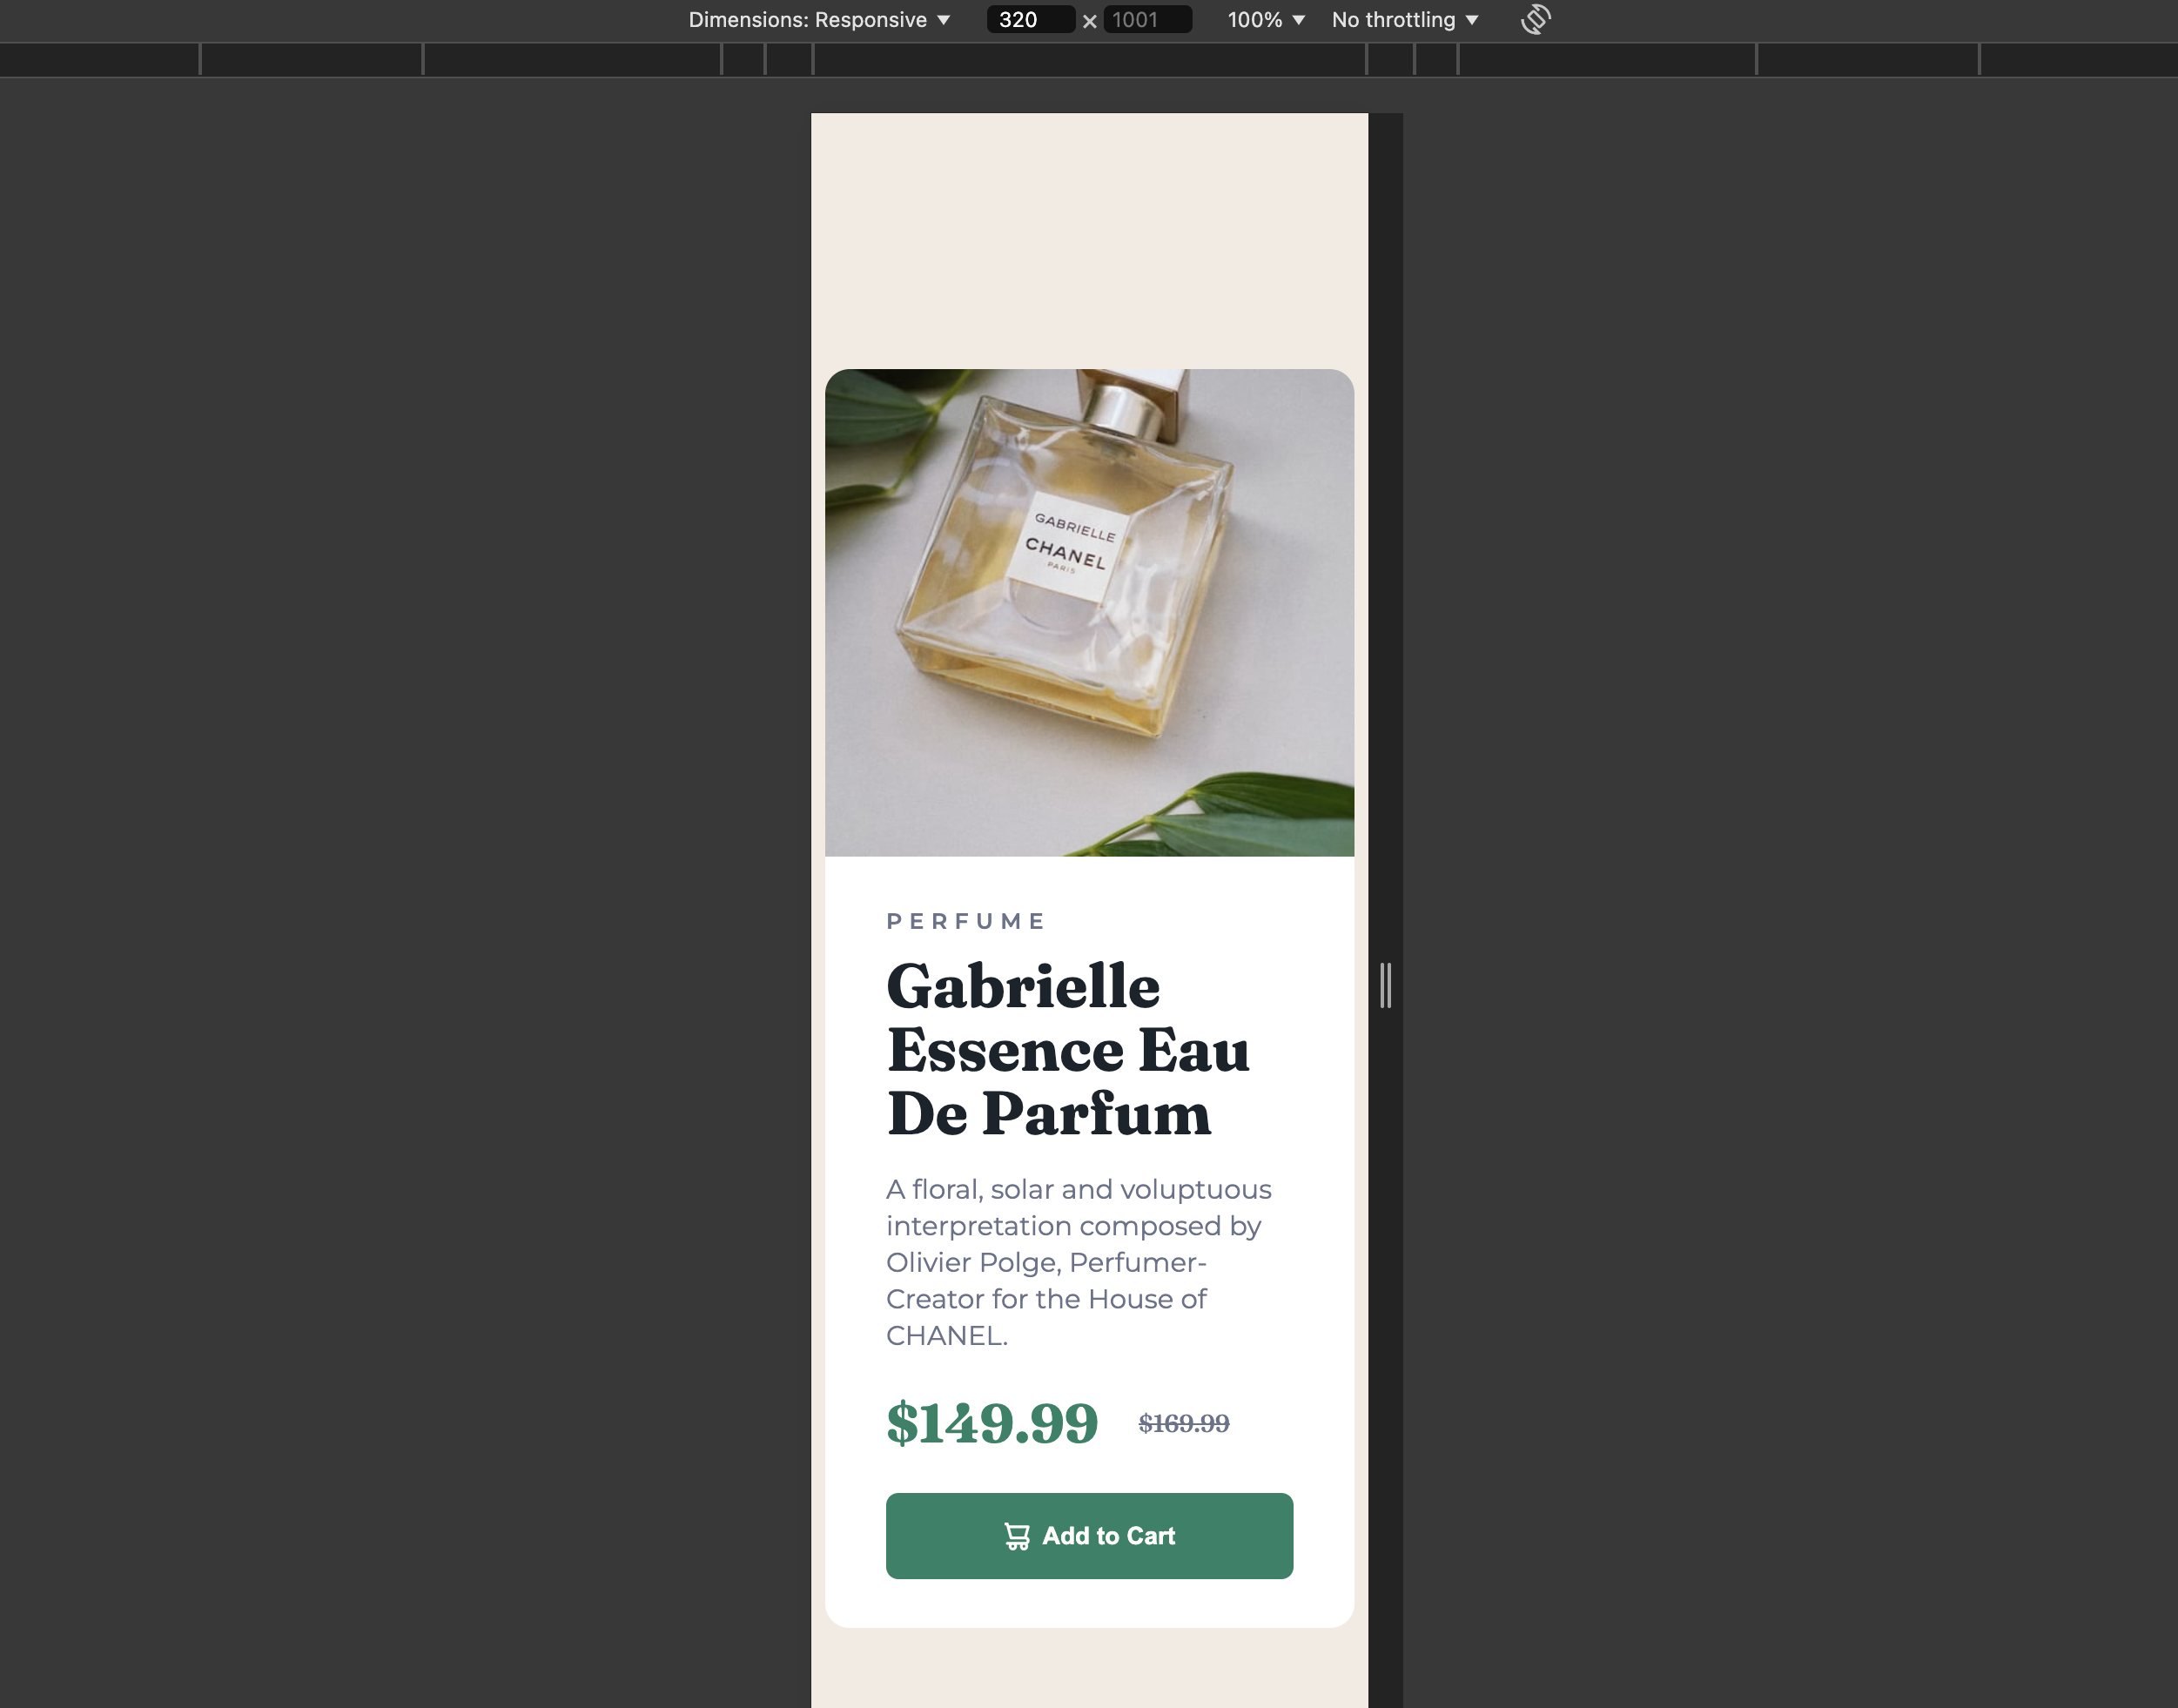 Dimensions: Responsive ▼ 320 × 1001 100% ▼ No throttling ▼
GABRIELLE
CHANEL
PARIS
PERFUME
Gabrielle
Essence Eau
De Parfum
A floral, solar and voluptuous
interpretation composed by
Olivier Polge, Perfumer-
Creator for the House of
CHANEL.
$149.99 $169.99
Add to Cart